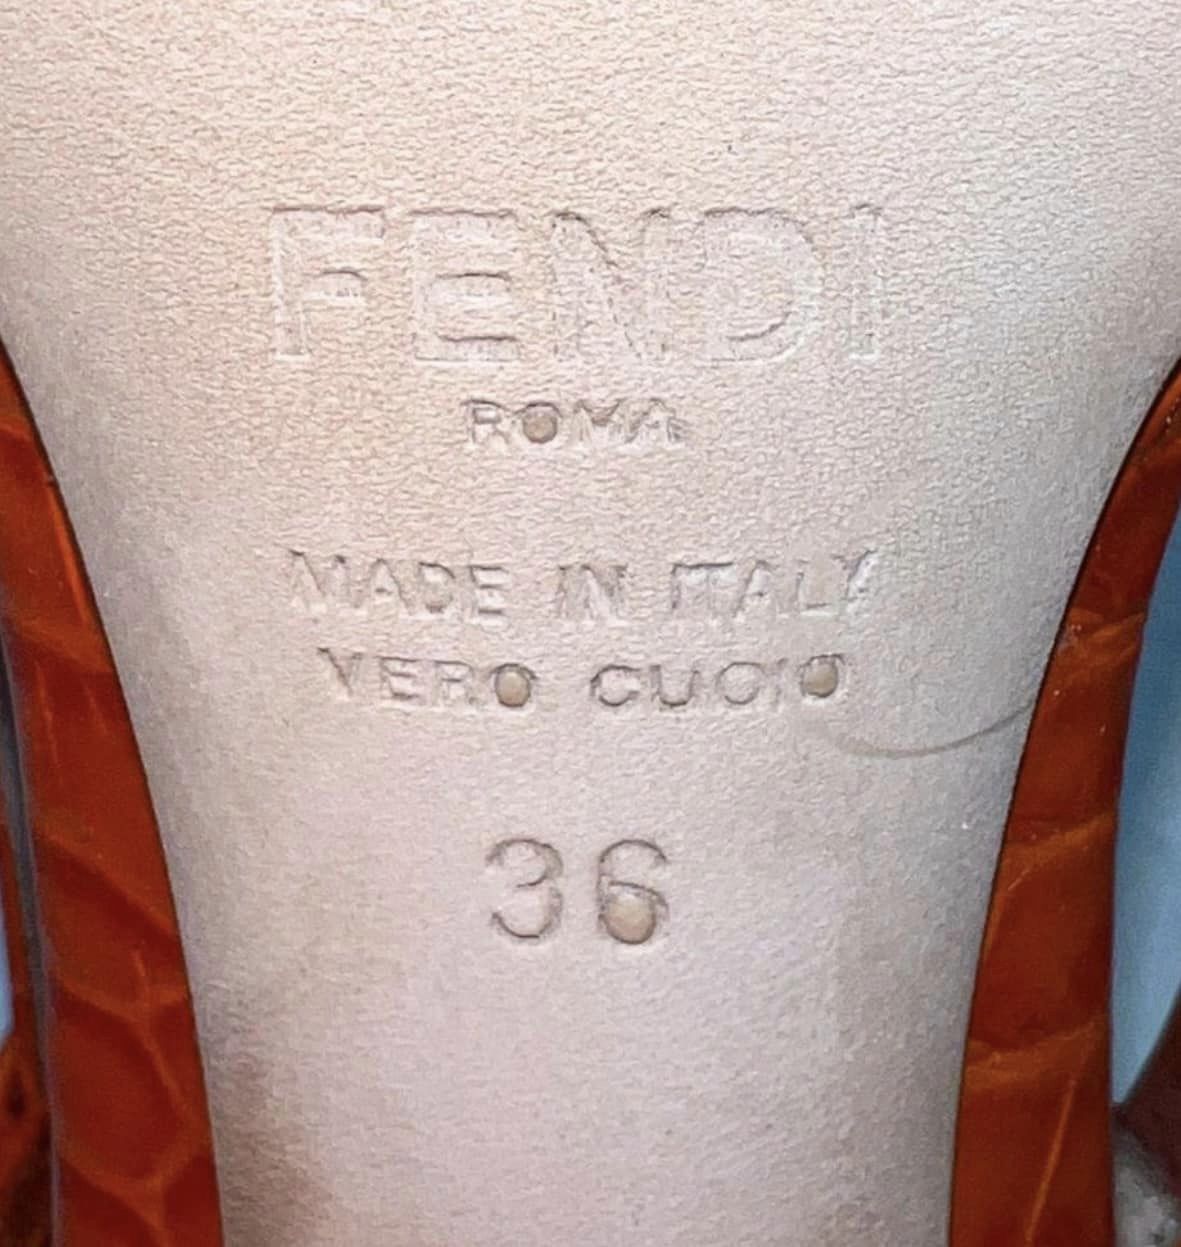 FENDI
ROMA
MADE IN ITALY
VERO CUOIO
36